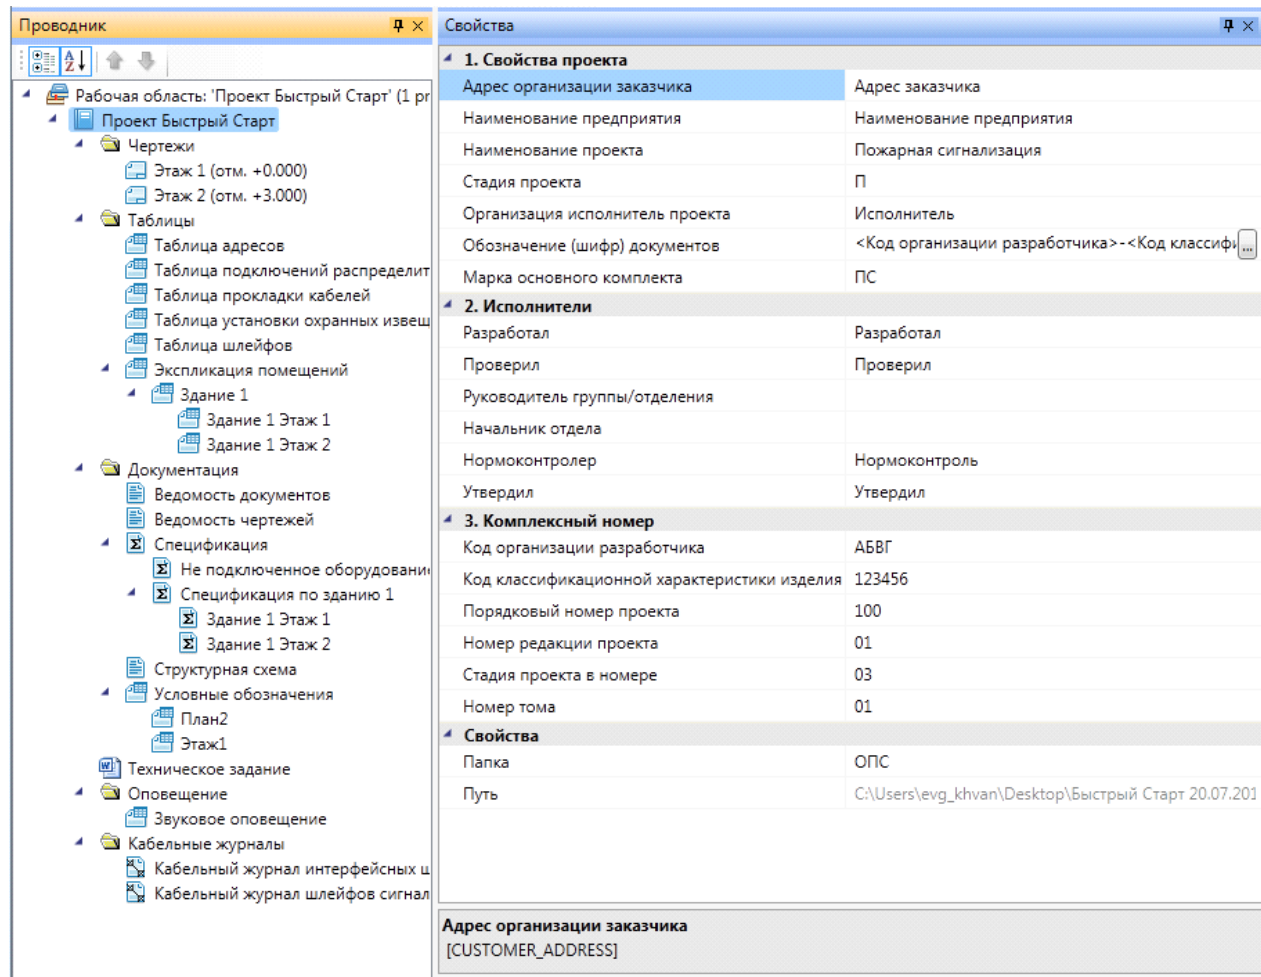 Проводник
Рабочая область: 'Проект Быстрый Старт' (1 pr
Проект Быстрый Старт
Чертежи
Этаж 1 (отм. +0.000)
Этаж 2 (отм. +3.000)
Таблицы
Таблица адресов
Таблица подключений распределит
Таблица прокладки кабелей
Таблица установки охранных извещ
Таблица шлейфов
Экспликация помещений
Здание 1
Здание 1 Этаж 1
Здание 1 Этаж 2
Документация
Ведомость документов
Ведомость чертежей
Спецификация
Не подключенное оборудовани
Спецификация по зданию 1
Здание 1 Этаж 1
Здание 1 Этаж 2
Структурная схема
Условные обозначения
План2
Этаж1
Техническое задание
Оповещение
Звуковое оповещение
Кабельные журналы
Кабельный журнал интерфейсных ш
Кабельный журнал шлейфов сигнал
Свойства
1. Свойства проекта
Адрес организации заказчика Адрес заказчика
Наименование предприятия Наименование предприятия
Наименование проекта Пожарная сигнализация
Стадия проекта П
Организация исполнитель проекта Исполнитель
Обозначение (шифр) документов <Код организации разработчика>-<Код классифи ...
Марка основного комплекта ПС
2. Исполнители
Разработал Разработал
Проверил Проверил
Руководитель группы/отделения
Начальник отдела
Нормоконтролер Нормоконтроль
Утвердил Утвердил
3. Комплексный номер
Код организации разработчика АБВГ
Код классификационной характеристики изделия 123456
Порядковый номер проекта 100
Номер редакции проекта 01
Стадия проекта в номере 03
Номер тома 01
Свойства
Папка ОПС
Путь C:\Users\evg_khvan\Desktop\Быстрый Старт 20.07.201
Адрес организации заказчика
[CUSTOMER_ADDRESS]